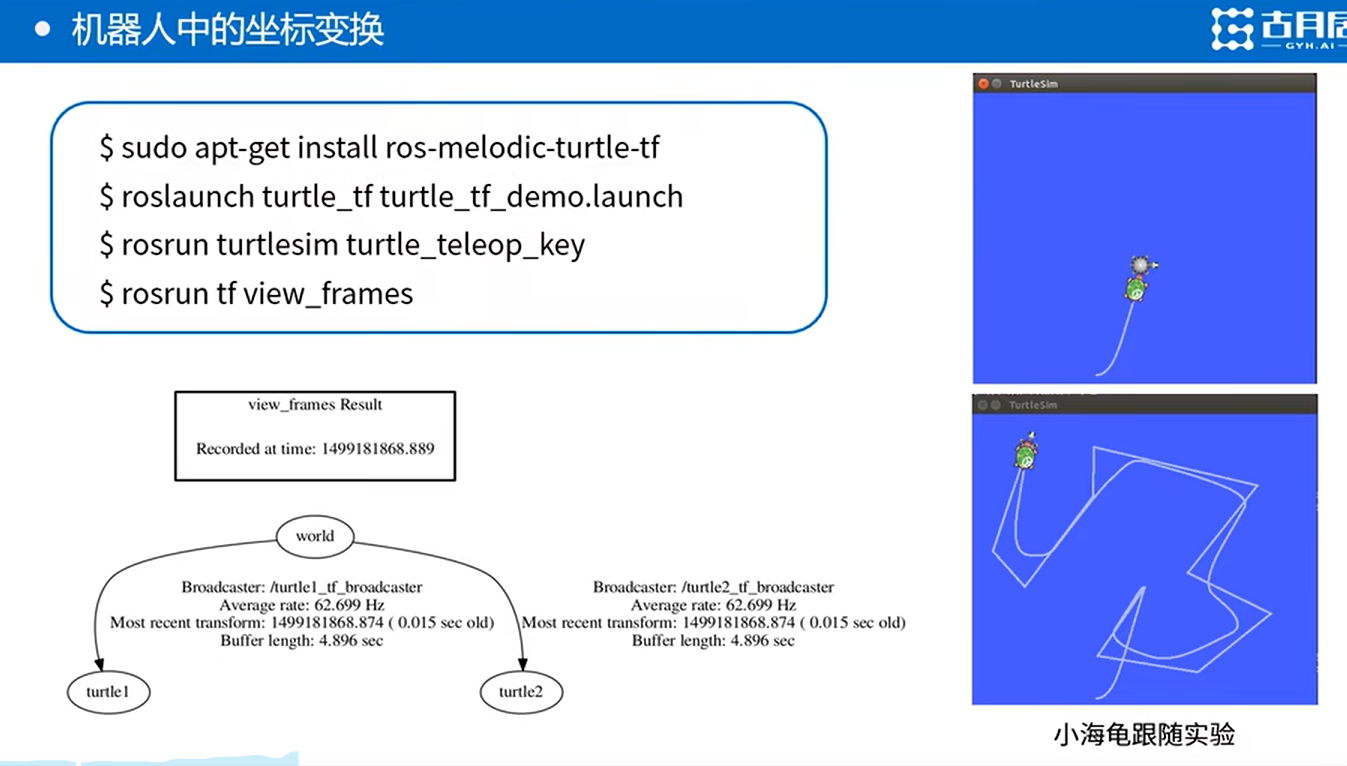 • 机器人中的坐标变换
GYH.AI
$ sudo apt-get install ros-melodic-turtle-tf
$ roslaunch turtle_tf turtle_tf_demo.launch
$ rosrun turtlesim turtle_teleop_key
$ rosrun tf view_frames
TurtleSim
view_frames Result
Recorded at time: 1499181868.889
world
Broadcaster: /turtle1_tf_broadcaster
Average rate: 62.699 Hz
Most recent transform: 1499181868.874 ( 0.015 sec old)
Buffer length: 4.896 sec
Broadcaster: /turtle2_tf_broadcaster
Average rate: 62.699 Hz
Most recent transform: 1499181868.874 ( 0.015 sec old)
Buffer length: 4.896 sec
turtle1
turtle2
TurtleSim
小海龟跟随实验